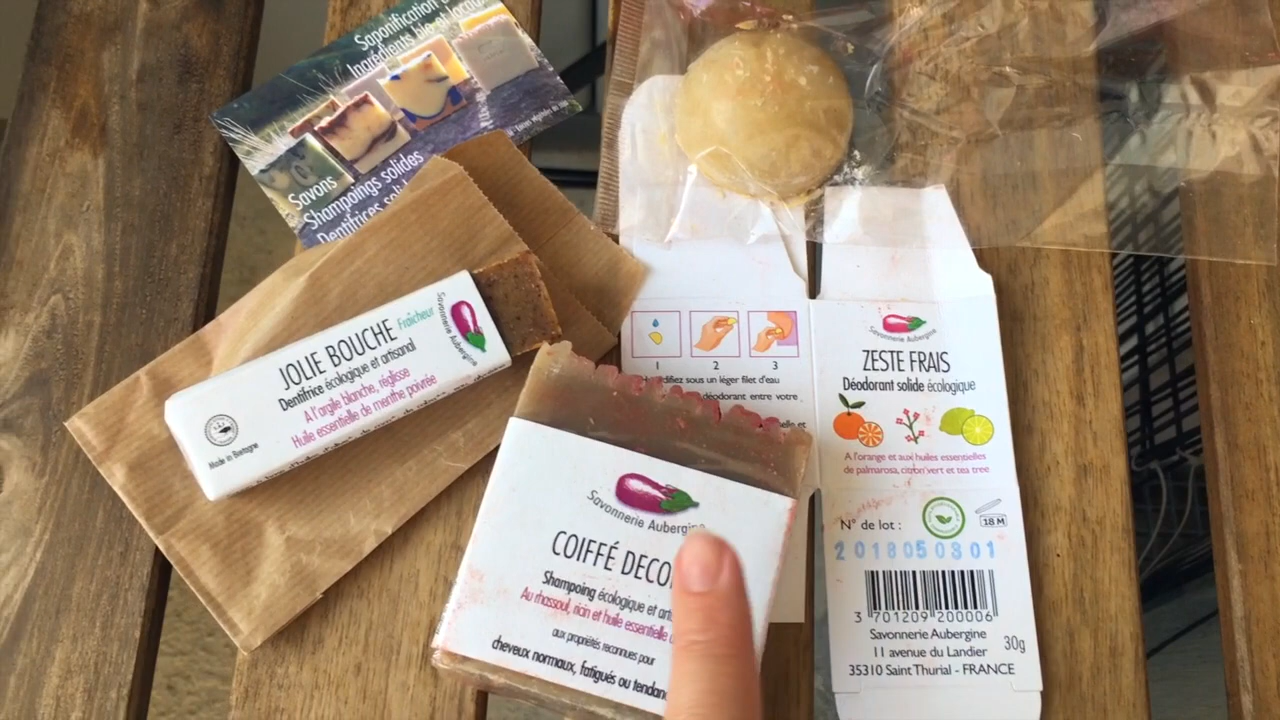 Saponification à
Ingrédients bio et locaux
Savons
Shampoings solides
Dentifrices
JOLIE BOUCHE Fraîcheur
Dentifrice écologique et artisanal
A l'argile blanche, réglisse
Huile essentielle de menthe poivrée
Made in Bretagne
Savonnerie Aubergine
Savonnerie Aubergine
COIFFÉ
Shampoing écologique et
Au rhassoul, ricin et huile essentielle
aux propriétés reconnues pour
cheveux normaux, fatigués ou
1 2 3
sous un léger filet d'eau
déodorant entre votre
Savonnerie Aubergine
ZESTE FRAIS
Déodorant solide écologique
A l'orange et aux huiles essentielles
de palmarosa, citron vert et tea tree
N° de lot :
18 M
2018050301
3 701209 200006
Savonnerie Aubergine
11 avenue du Landier
35310 Saint Thurial - FRANCE
30g